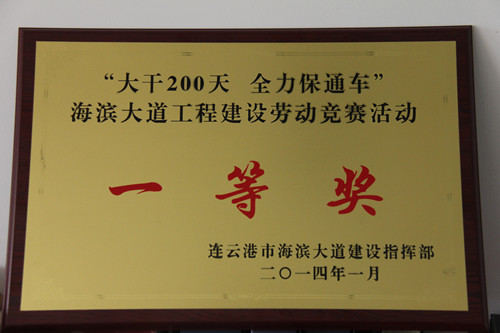 “大干200天 全力保通车”
海滨大道工程建设劳动竞赛活动
一等奖
连云港市海滨大道建设指挥部
二〇一四年一月